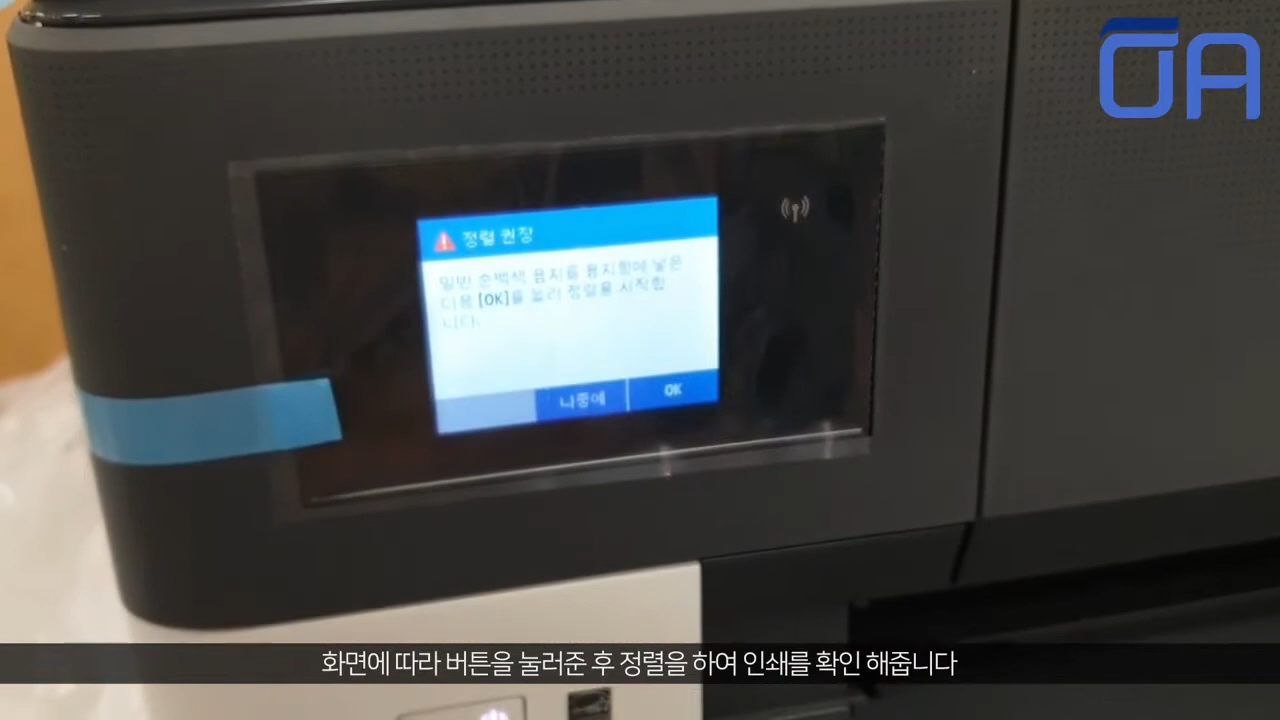 OA
정렬 권장
일반 순백색 용지를 용지함에 넣은
다음 [OK]를 눌러 정렬을 시작합
니다.
나중에
OK
화면에 따라 버튼을 눌러준 후 정렬을 하여 인쇄를 확인 해줍니다